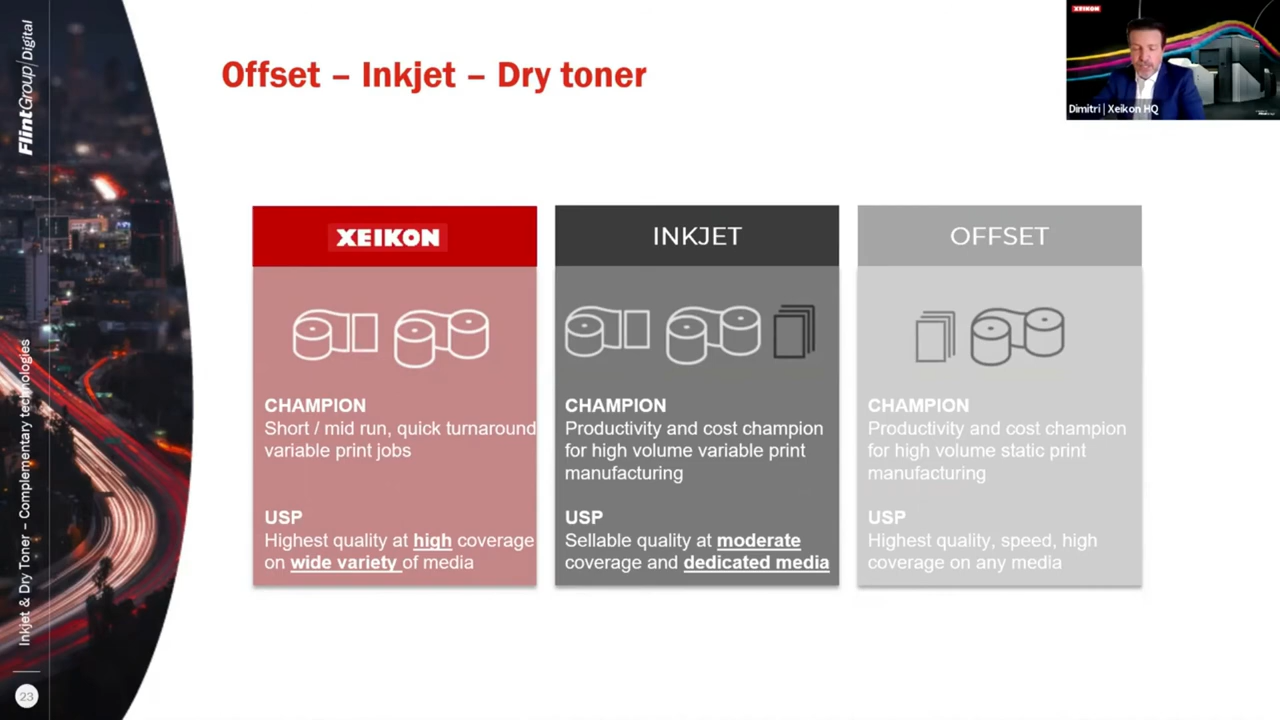 Offset – Inkjet – Dry toner
XEIKON
Dimitri | Xeikon HQ
FlintGroup|Digital
Inkjet & Dry Toner – Complementary technologies
23
XEIKON
CHAMPION
Short / mid run, quick turnaround
variable print jobs
USP
Highest quality at high coverage
on wide variety of media
INKJET
CHAMPION
Productivity and cost champion
for high volume variable print
manufacturing
USP
Sellable quality at moderate
coverage and dedicated media
OFFSET
CHAMPION
Productivity and cost champion
for high volume static print
manufacturing
USP
Highest quality, speed, high
coverage on any media